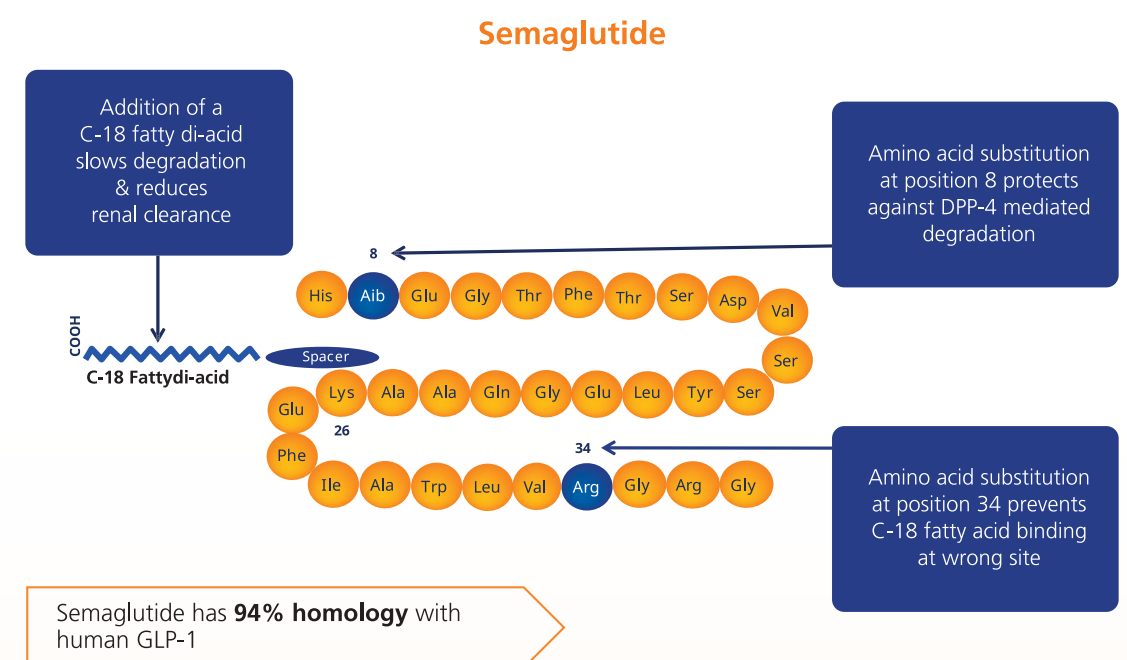 Semaglutide
Addition of a
C-18 fatty di-acid
slows degradation
& reduces
renal clearance
Amino acid substitution
at position 8 protects
against DPP-4 mediated
degradation
8
His Aib Glu Gly Thr Phe Thr Ser Asp Val
Ser
COOH
Spacer
C-18 Fattydi-acid
Glu Lys Ala Ala Gln Gly Glu Leu Tyr Ser
26
34
Phe
Ile Ala Trp Leu Val Arg Gly Arg Gly
Amino acid substitution
at position 34 prevents
C-18 fatty acid binding
at wrong site
Semaglutide has 94% homology with
human GLP-1